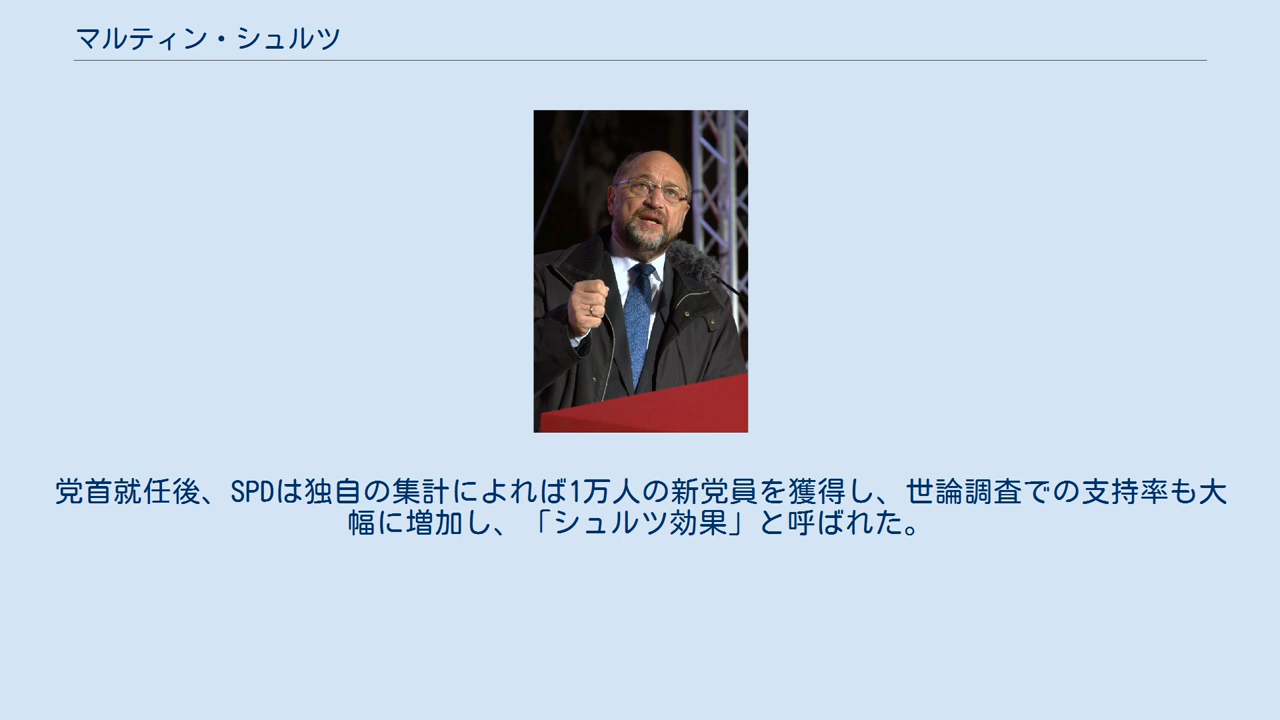 マルティン・シュルツ
党首就任後、SPDは独自の集計によれば1万人の新党員を獲得し、世論調査での支持率も大
幅に増加し、「シュルツ効果」と呼ばれた。